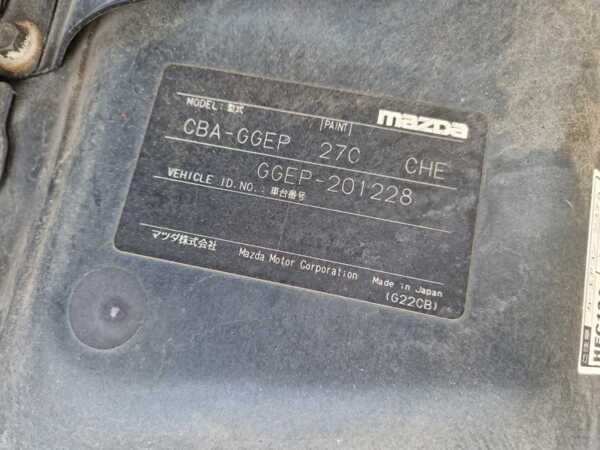 MODEL: 型式 [PAINT] mazda
CBA-GGEP 27C CHE
GGEP-201228
VEHICLE ID.NO.: 車台番号
マツダ株式会社 Mazda Motor Corporation Made in Japan
(G22CB)